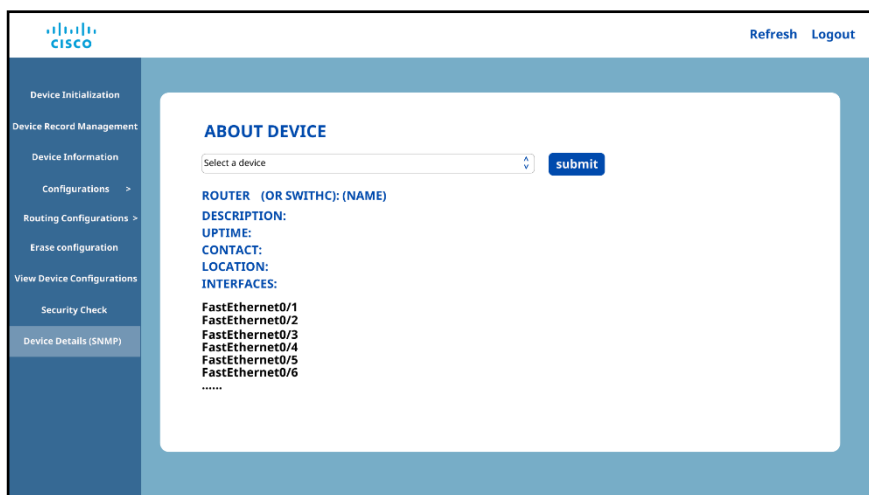 CISCO
Refresh Logout
Device Initialization
Device Record Management
Device Information
Configurations >
Routing Configurations >
Erase configuration
View Device Configurations
Security Check
Device Details (SNMP)
ABOUT DEVICE
Select a device
submit
ROUTER (OR SWITHC): (NAME)
DESCRIPTION:
UPTIME:
CONTACT:
LOCATION:
INTERFACES:
FastEthernet0/1
FastEthernet0/2
FastEthernet0/3
FastEthernet0/4
FastEthernet0/5
FastEthernet0/6
......